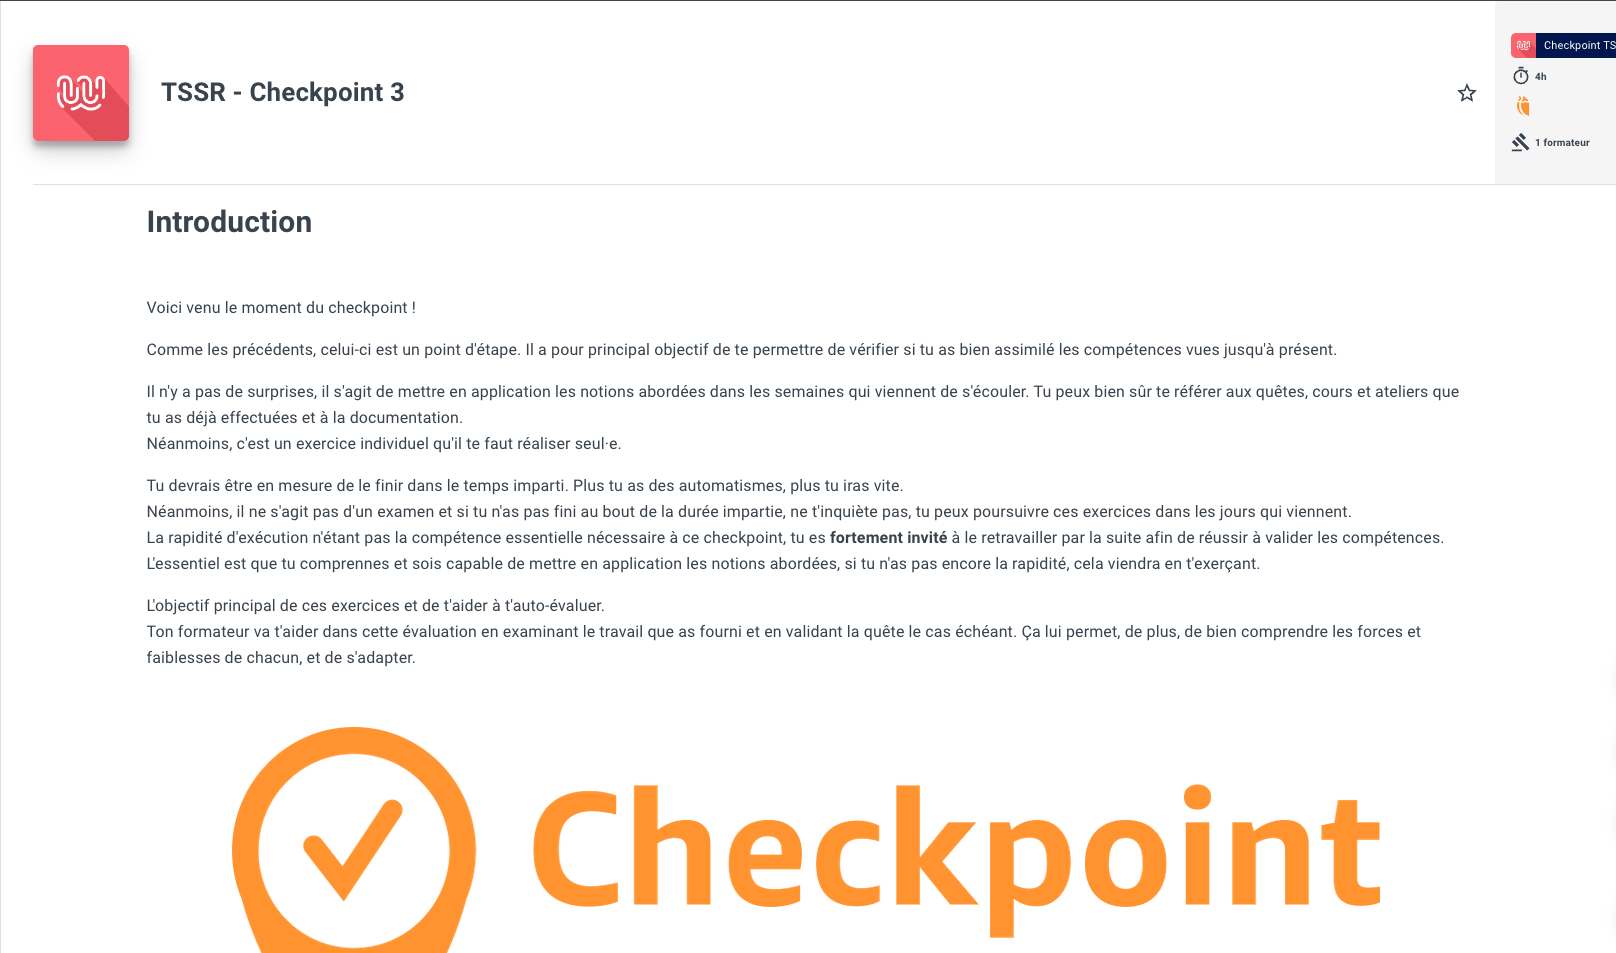 TSSR - Checkpoint 3
Checkpoint TS
4h
1 formateur
Introduction
Voici venu le moment du checkpoint !
Comme les précédents, celui-ci est un point d'étape. Il a pour principal objectif de te permettre de vérifier si tu as bien assimilé les compétences vues jusqu'à présent.
Il n'y a pas de surprises, il s'agit de mettre en application les notions abordées dans les semaines qui viennent de s'écouler. Tu peux bien sûr te référer aux quêtes, cours et ateliers que
tu as déjà effectuées et à la documentation.
Néanmoins, c'est un exercice individuel qu'il te faut réaliser seul·e.
Tu devrais être en mesure de le finir dans le temps imparti. Plus tu as des automatismes, plus tu iras vite.
Néanmoins, il ne s'agit pas d'un examen et si tu n'as pas fini au bout de la durée impartie, ne t'inquiète pas, tu peux poursuivre ces exercices dans les jours qui viennent.
La rapidité d'exécution n'étant pas la compétence essentielle nécessaire à ce checkpoint, tu es fortement invité à le retravailler par la suite afin de réussir à valider les compétences.
L'essentiel est que tu comprennes et sois capable de mettre en application les notions abordées, si tu n'as pas encore la rapidité, cela viendra en t'exerçant.
L'objectif principal de ces exercices et de t'aider à t'auto-évaluer.
Ton formateur va t'aider dans cette évaluation en examinant le travail que as fourni et en validant la quête le cas échéant. Ça lui permet, de plus, de bien comprendre les forces et
faiblesses de chacun, et de s'adapter.
Checkpoint